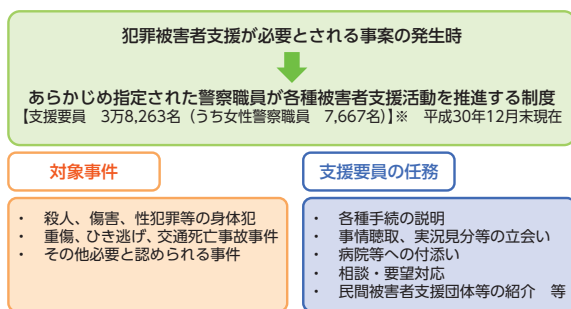 犯罪被害者支援が必要とされる事案の発生時
あらかじめ指定された警察職員が各種被害者支援活動を推進する制度
【支援要員　3万8,263名（うち女性警察職員　7,667名）】※　平成30年12月末現在
対象事件
・　殺人、傷害、性犯罪等の身体犯
・　重傷、ひき逃げ、交通死亡事故事件
・　その他必要と認められる事件
支援要員の任務
・　各種手続の説明
・　事情聴取、実況見分等の立会い
・　病院等への付添い
・　相談・要望対応
・　民間被害者支援団体等の紹介　等